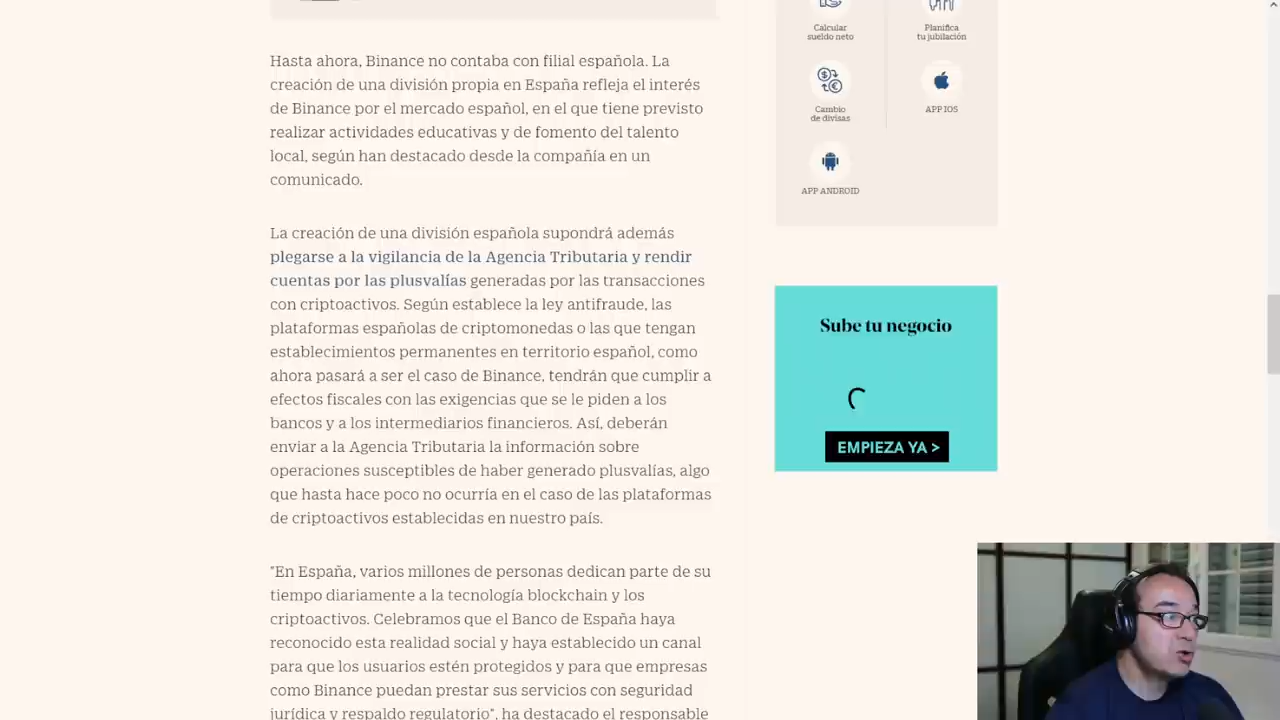 Hasta ahora, Binance no contaba con filial española. La
creación de una división propia en España refleja el interés
de Binance por el mercado español, en el que tiene previsto
realizar actividades educativas y de fomento del talento
local, según han destacado desde la compañía en un
comunicado.
La creación de una división española supondrá además
plegarse a la vigilancia de la Agencia Tributaria y rendir
cuentas por las plusvalías generadas por las transacciones
con criptoactivos. Según establece la ley antifraude, las
plataformas españolas de criptomonedas o las que tengan
establecimientos permanentes en territorio español, como
ahora pasará a ser el caso de Binance, tendrán que cumplir a
efectos fiscales con las exigencias que se le piden a los
bancos y a los intermediarios financieros. Así, deberán
enviar a la Agencia Tributaria la información sobre
operaciones susceptibles de haber generado plusvalías, algo
que hasta hace poco no ocurría en el caso de las plataformas
de criptoactivos establecidas en nuestro país.
"En España, varios millones de personas dedican parte de su
tiempo diariamente a la tecnología blockchain y los
criptoactivos. Celebramos que el Banco de España haya
reconocido esta realidad social y haya establecido un canal
para que los usuarios estén protegidos y para que empresas
como Binance puedan prestar sus servicios con seguridad
jurídica y respaldo regulatorio", ha destacado el responsable
Calcular
sueldo neto
Planifica
tu jubilación
Cambio
de divisas
APP IOS
APP ANDROID
Sube tu negocio
EMPIEZA YA >